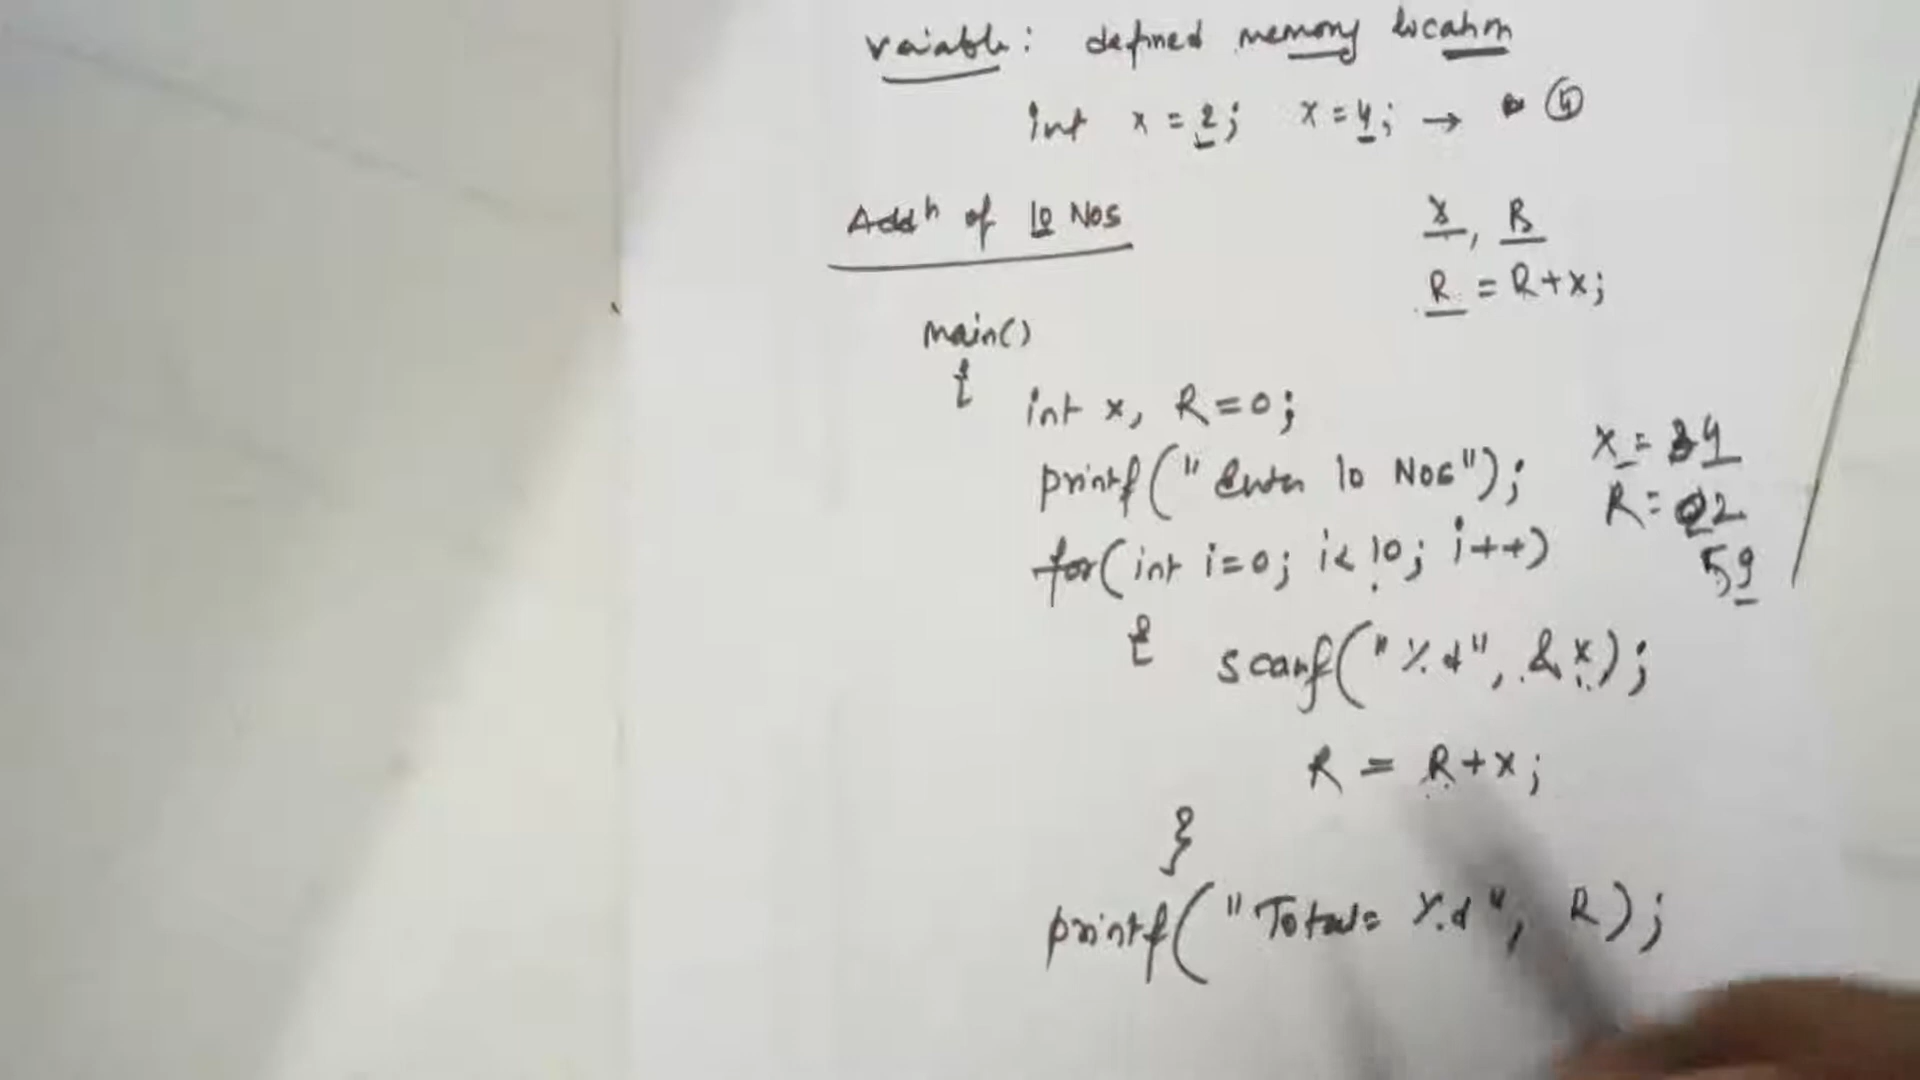 Variable: defined memory location
int x = 2; x = 4; → 4
Addn of 10 Nos
x, R
R = R+x;
main()
{
int x, R=0;
printf("Enter 10 Nos");
x = 4
for(int i=0; i<10; i++)
59
{ scanf("%d", &x);
R = R+x;
}
printf("Total= %d", R);